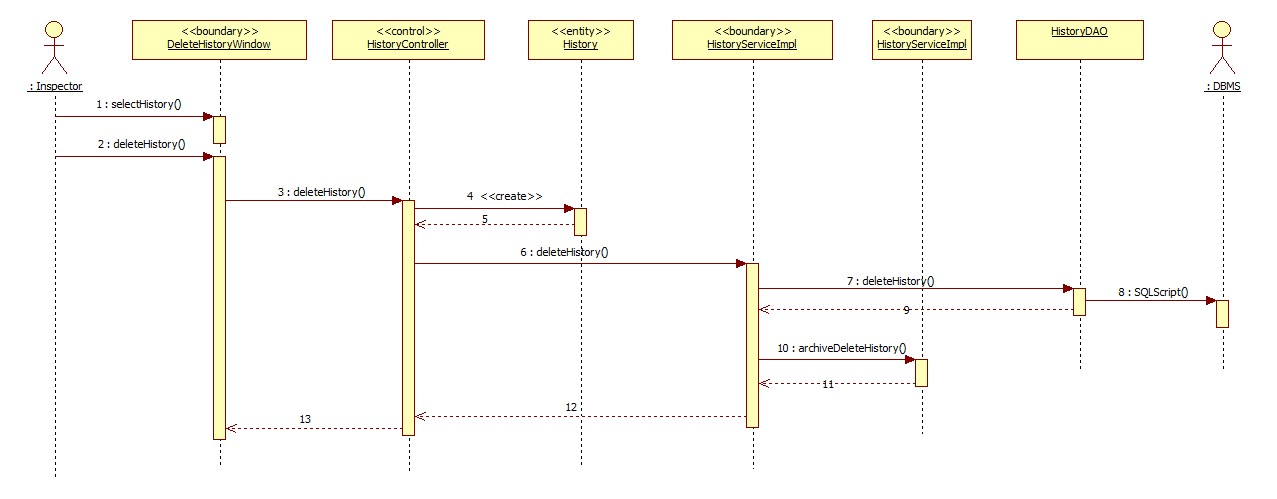 <<boundary>>
DeleteHistoryWindow
<<control>>
HistoryController
<<entity>>
History
<<boundary>>
HistoryServiceImpl
<<boundary>>
HistoryServiceImpl
HistoryDAO
: Inspector
: DBMS
1 : selectHistory()
2 : deleteHistory()
3 : deleteHistory()
4 <<create>>
5
6 : deleteHistory()
7 : deleteHistory()
8 : SQLScript()
9
10 : archiveDeleteHistory()
11
12
13